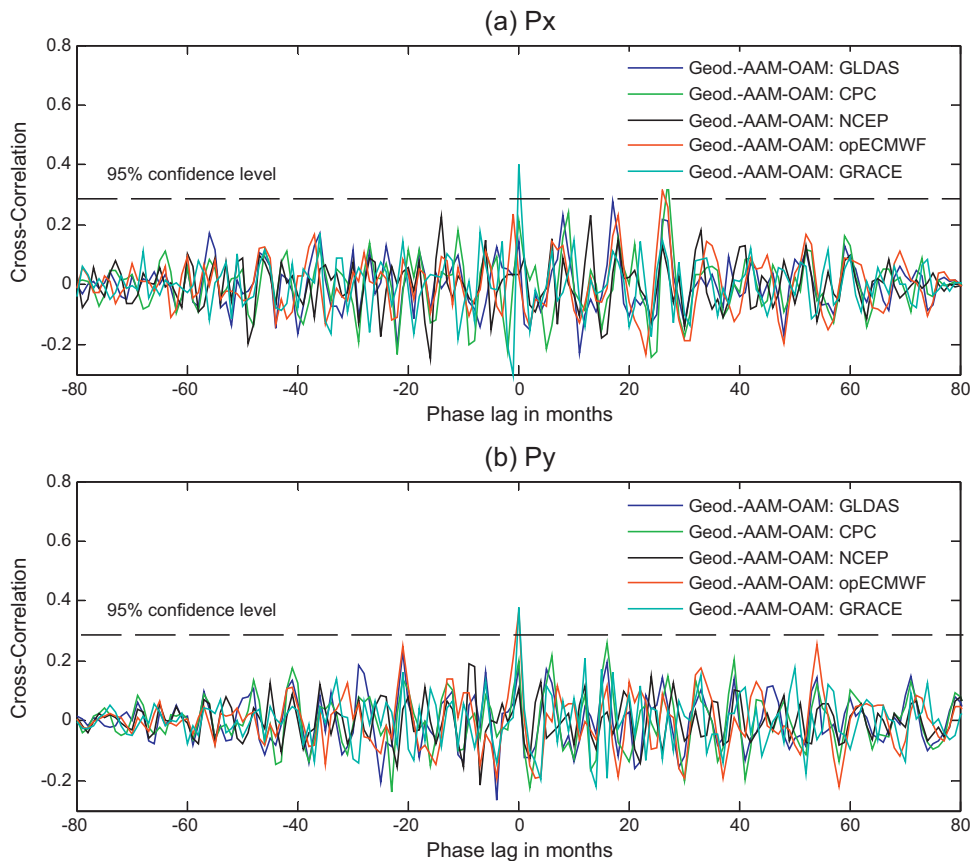 (a) Px
0.8
0.6
0.4
0.2
0
-0.2
Cross-Correlation
Geod.-AAM-OAM: GLDAS
Geod.-AAM-OAM: CPC
Geod.-AAM-OAM: NCEP
Geod.-AAM-OAM: opECMWF
Geod.-AAM-OAM: GRACE
95% confidence level
-80 -60 -40 -20 0 20 40 60 80
Phase lag in months
(b) Py
0.8
0.6
0.4
0.2
0
-0.2
Cross-Correlation
Geod.-AAM-OAM: GLDAS
Geod.-AAM-OAM: CPC
Geod.-AAM-OAM: NCEP
Geod.-AAM-OAM: opECMWF
Geod.-AAM-OAM: GRACE
95% confidence level
-80 -60 -40 -20 0 20 40 60 80
Phase lag in months